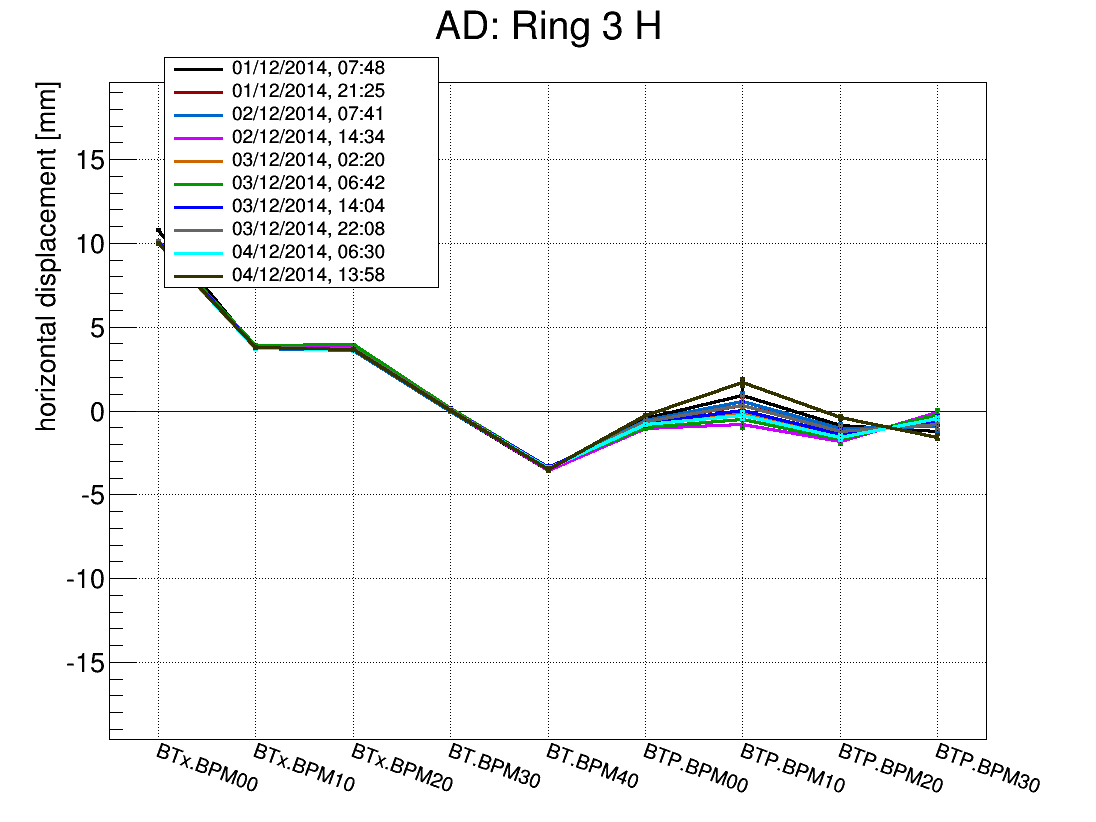 AD: Ring 3 H
01/12/2014, 07:48
01/12/2014, 21:25
02/12/2014, 07:41
02/12/2014, 14:34
03/12/2014, 02:20
03/12/2014, 06:42
03/12/2014, 14:04
03/12/2014, 22:08
04/12/2014, 06:30
04/12/2014, 13:58
horizontal displacement [mm]
15
10
5
0
-5
-10
-15
BTx.BPM00
BTx.BPM10
BTx.BPM20
BT.BPM30
BT.BPM40
BTP.BPM00
BTP.BPM10
BTP.BPM20
BTP.BPM30